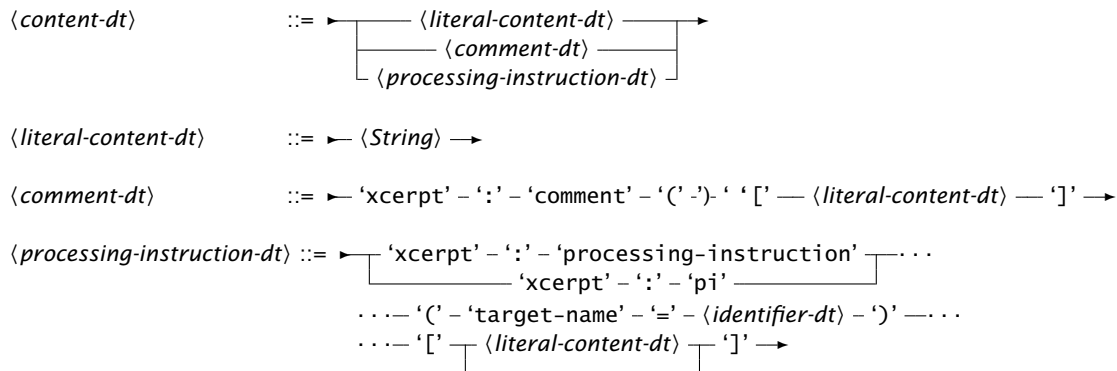 ⟨content-dt⟩ ::= ⟨literal-content-dt⟩
⟨comment-dt⟩
⟨processing-instruction-dt⟩
⟨literal-content-dt⟩ ::= ⟨String⟩
⟨comment-dt⟩ ::= ‘xcerpt’ – ‘:’ – ‘comment’ – ‘(’ -‘)- ‘ ‘[’ — ⟨literal-content-dt⟩ — ‘]’
⟨processing-instruction-dt⟩ ::= ‘xcerpt’ – ‘:’ – ‘processing-instruction’ ···
‘xcerpt’ – ‘:’ – ‘pi’
··· – ‘(’ – ‘target-name’ – ‘=’ – ⟨identifier-dt⟩ – ‘)’ — ···
··· – ‘[’ ⟨literal-content-dt⟩ ‘]’